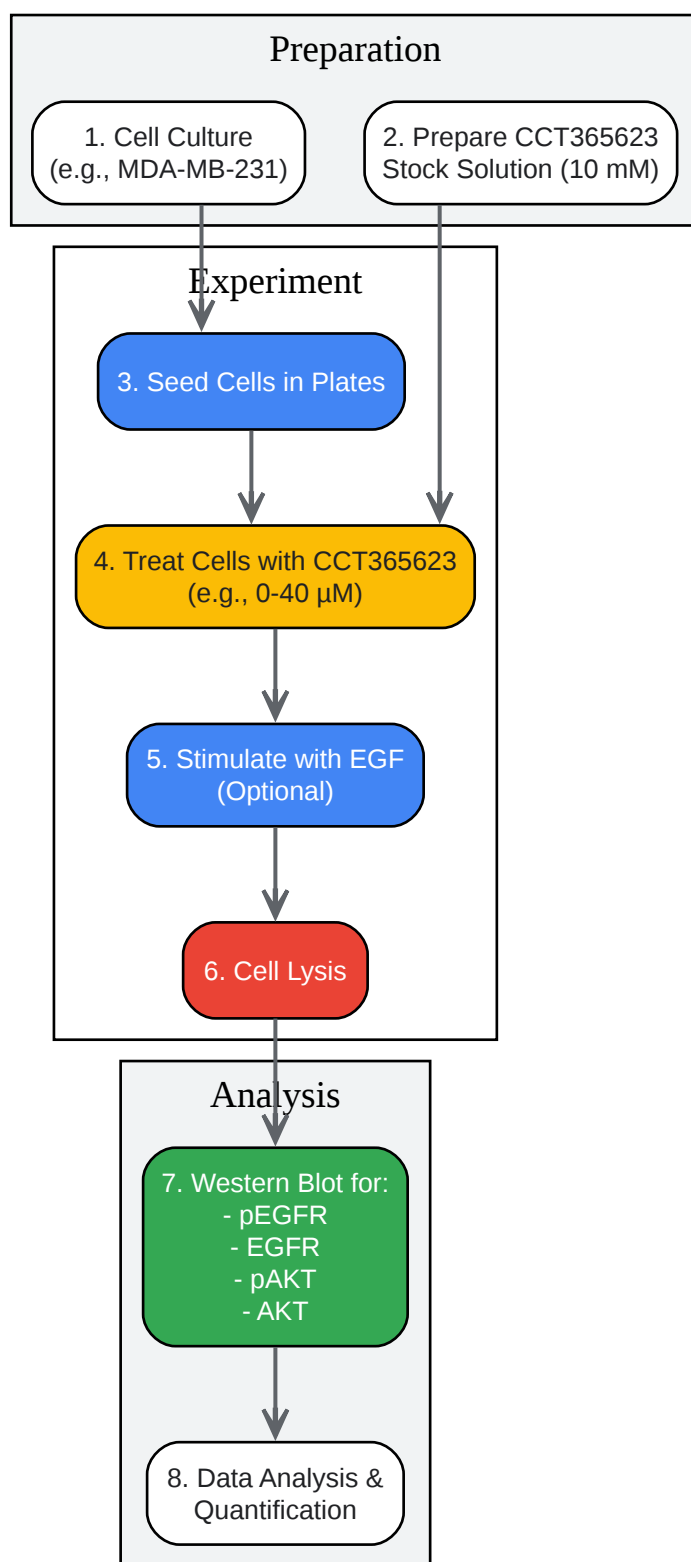 Preparation
1. Cell Culture
(e.g., MDA-MB-231)
2. Prepare CCT365623
Stock Solution (10 mM)
Experiment
3. Seed Cells in Plates
4. Treat Cells with CCT365623
(e.g., 0-40 µM)
5. Stimulate with EGF
(Optional)
6. Cell Lysis
Analysis
7. Western Blot for:
- pEGFR
- EGFR
- pAKT
- AKT
8. Data Analysis &
Quantification